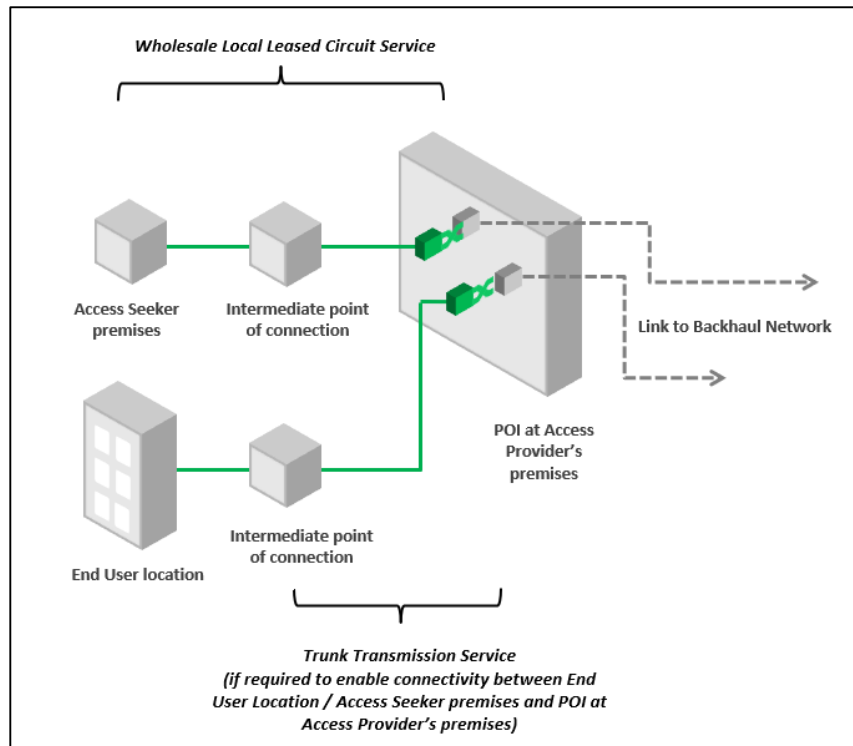 Wholesale Local Leased Circuit Service
Access Seeker
premises
Intermediate point
of connection
Link to Backhaul Network
POI at Access
Provider's
premises
Intermediate point
of connection
End User location
Trunk Transmission Service
(if required to enable connectivity between End
User Location / Access Seeker premises and POI at
Access Provider's premises)